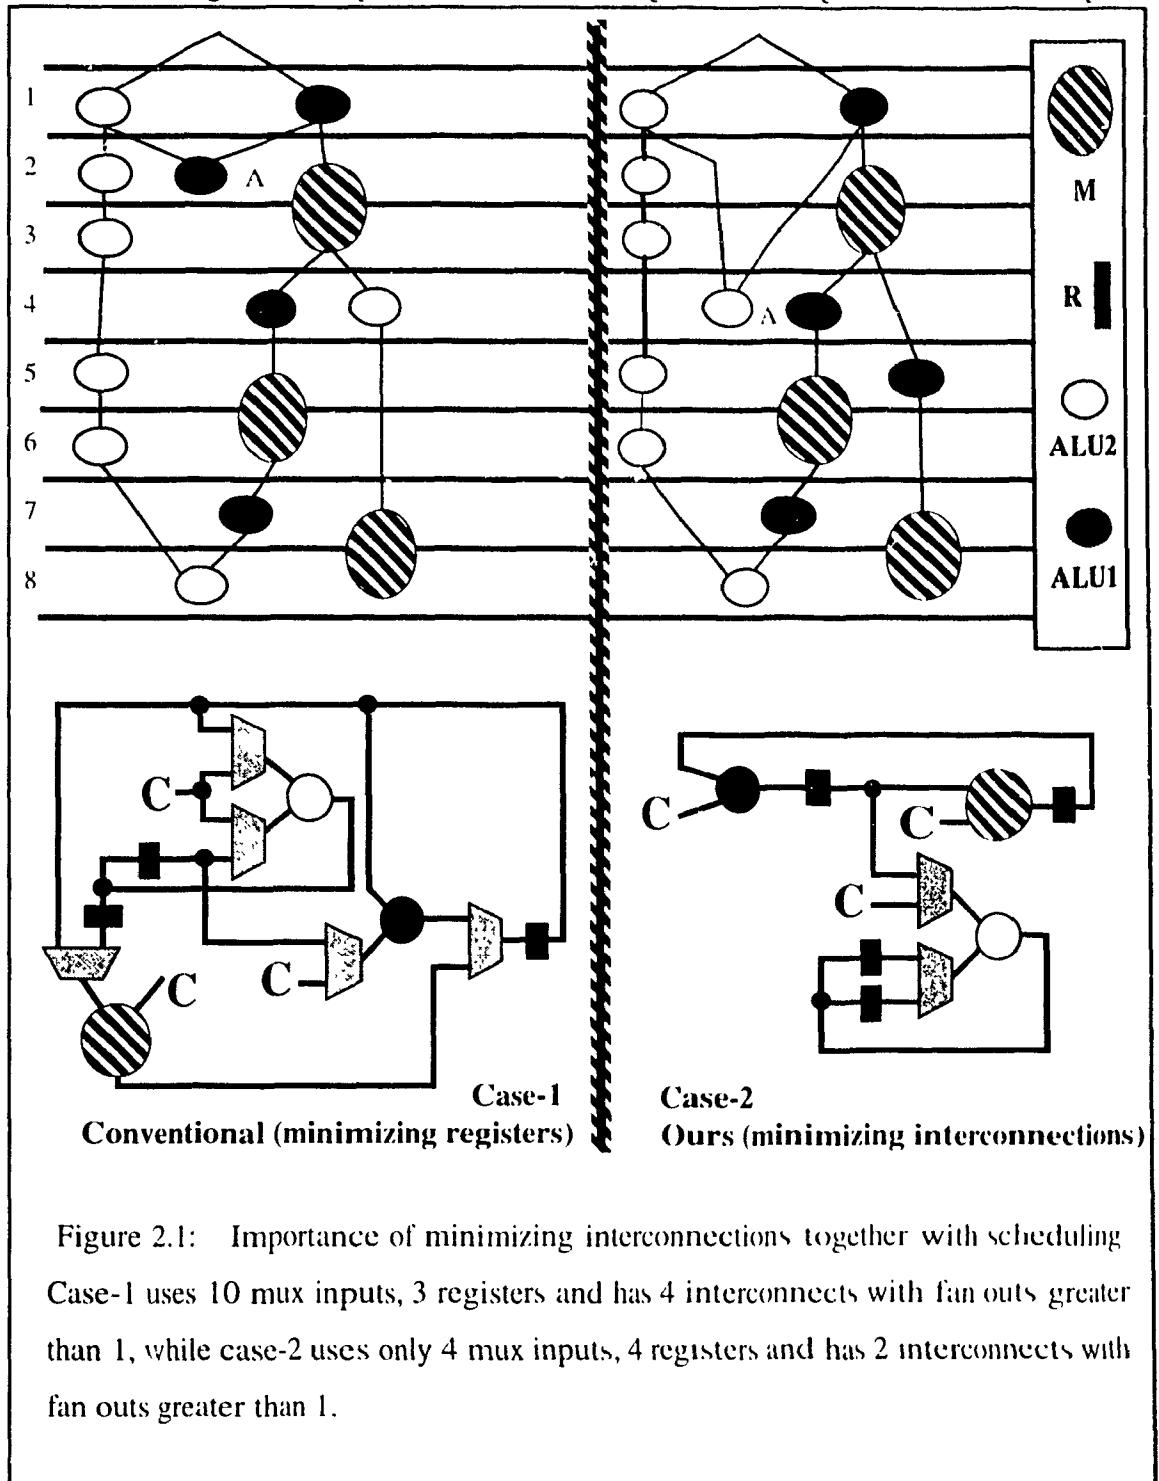 1
2
3
4
5
6
7
8
A
A
M
R
ALU2
ALU1
C
C
C
C
C
C
Case-1
Conventional (minimizing registers)
Case-2
Ours (minimizing interconnections)
Figure 2.1: Importance of minimizing interconnections together with scheduling
Case-1 uses 10 mux inputs, 3 registers and has 4 interconnects with fan outs greater
than 1, while case-2 uses only 4 mux inputs, 4 registers and has 2 interconnects with
fan outs greater than 1.